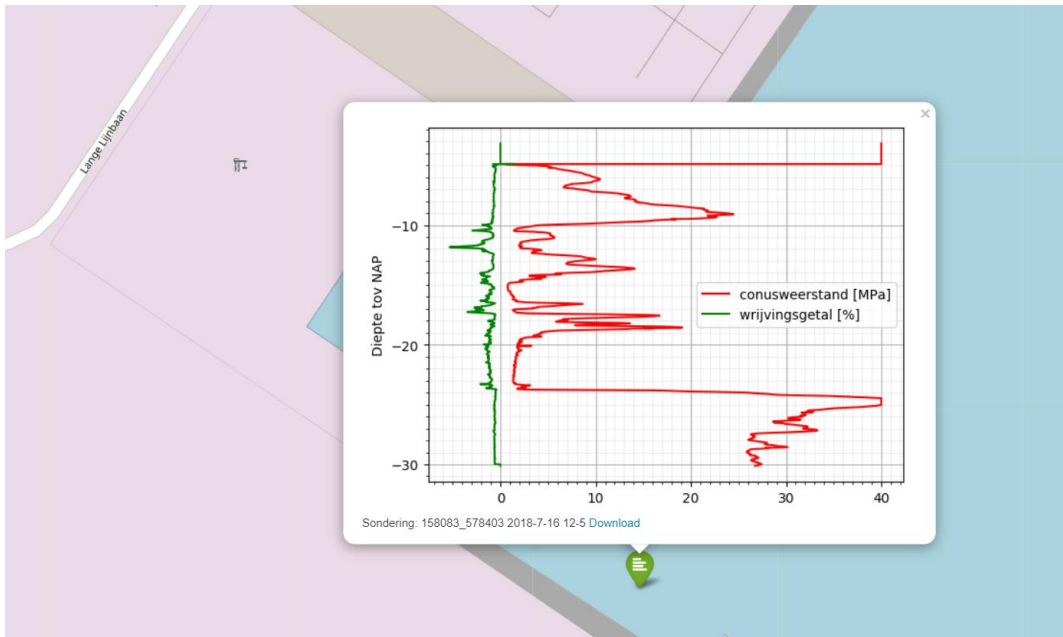 Lange Lijnbaan
×
Diepte tov NAP
−10
−20
−30
conusweerstand [MPa]
wrijvingsgetal [%]
0 10 20 30 40
Sondering: 158083_578403 2018-7-16 12-5 Download